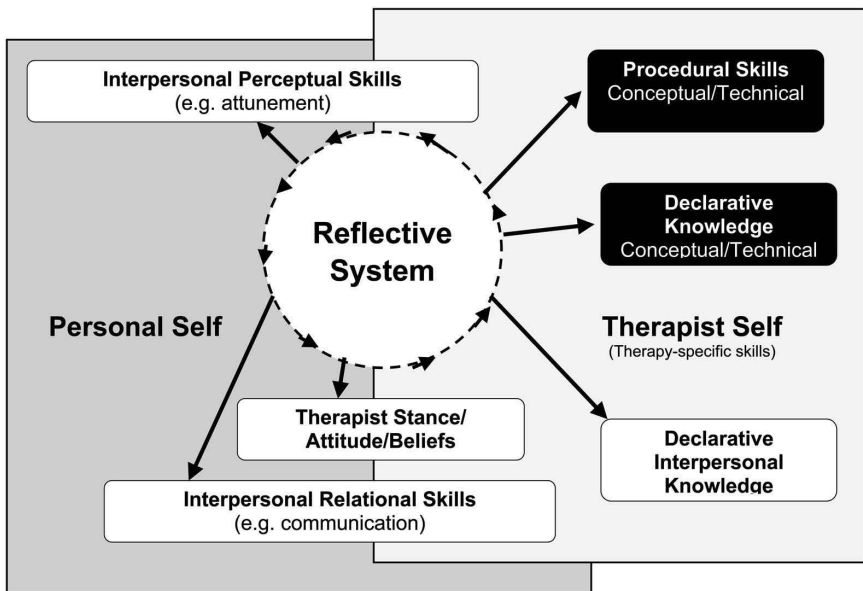 Interpersonal Perceptual Skills
(e.g. attunement)
Procedural Skills
Conceptual/Technical
Declarative
Knowledge
Conceptual/Technical
Reflective
System
Personal Self
Therapist Self
(Therapy-specific skills)
Therapist Stance/
Attitude/Beliefs
Declarative
Interpersonal
Knowledge
Interpersonal Relational Skills
(e.g. communication)